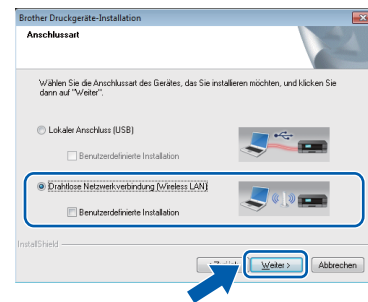 Brother Druckgeräte-Installation
Anschlussart
Wählen Sie die Anschlussart des Gerätes, das Sie installieren möchten, und klicken Sie
dann auf "Weiter".
Lokaler Anschluss (USB)
Benutzerdefinierte Installation
Drahtlose Netzwerkverbindung (Wireless LAN)
Benutzerdefinierte Installation
InstallShield
Weiter > Abbrechen